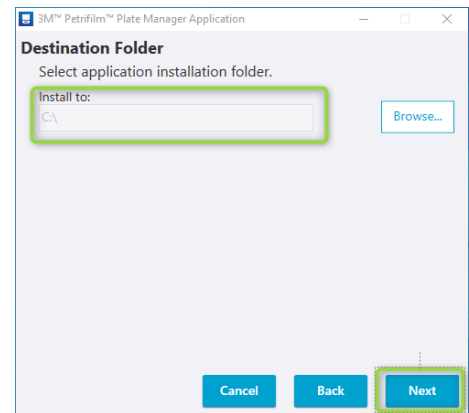 3M™ Petrifilm™ Plate Manager Application
Destination Folder
Select application installation folder.
Install to:
C:\
Browse...
Cancel Back Next